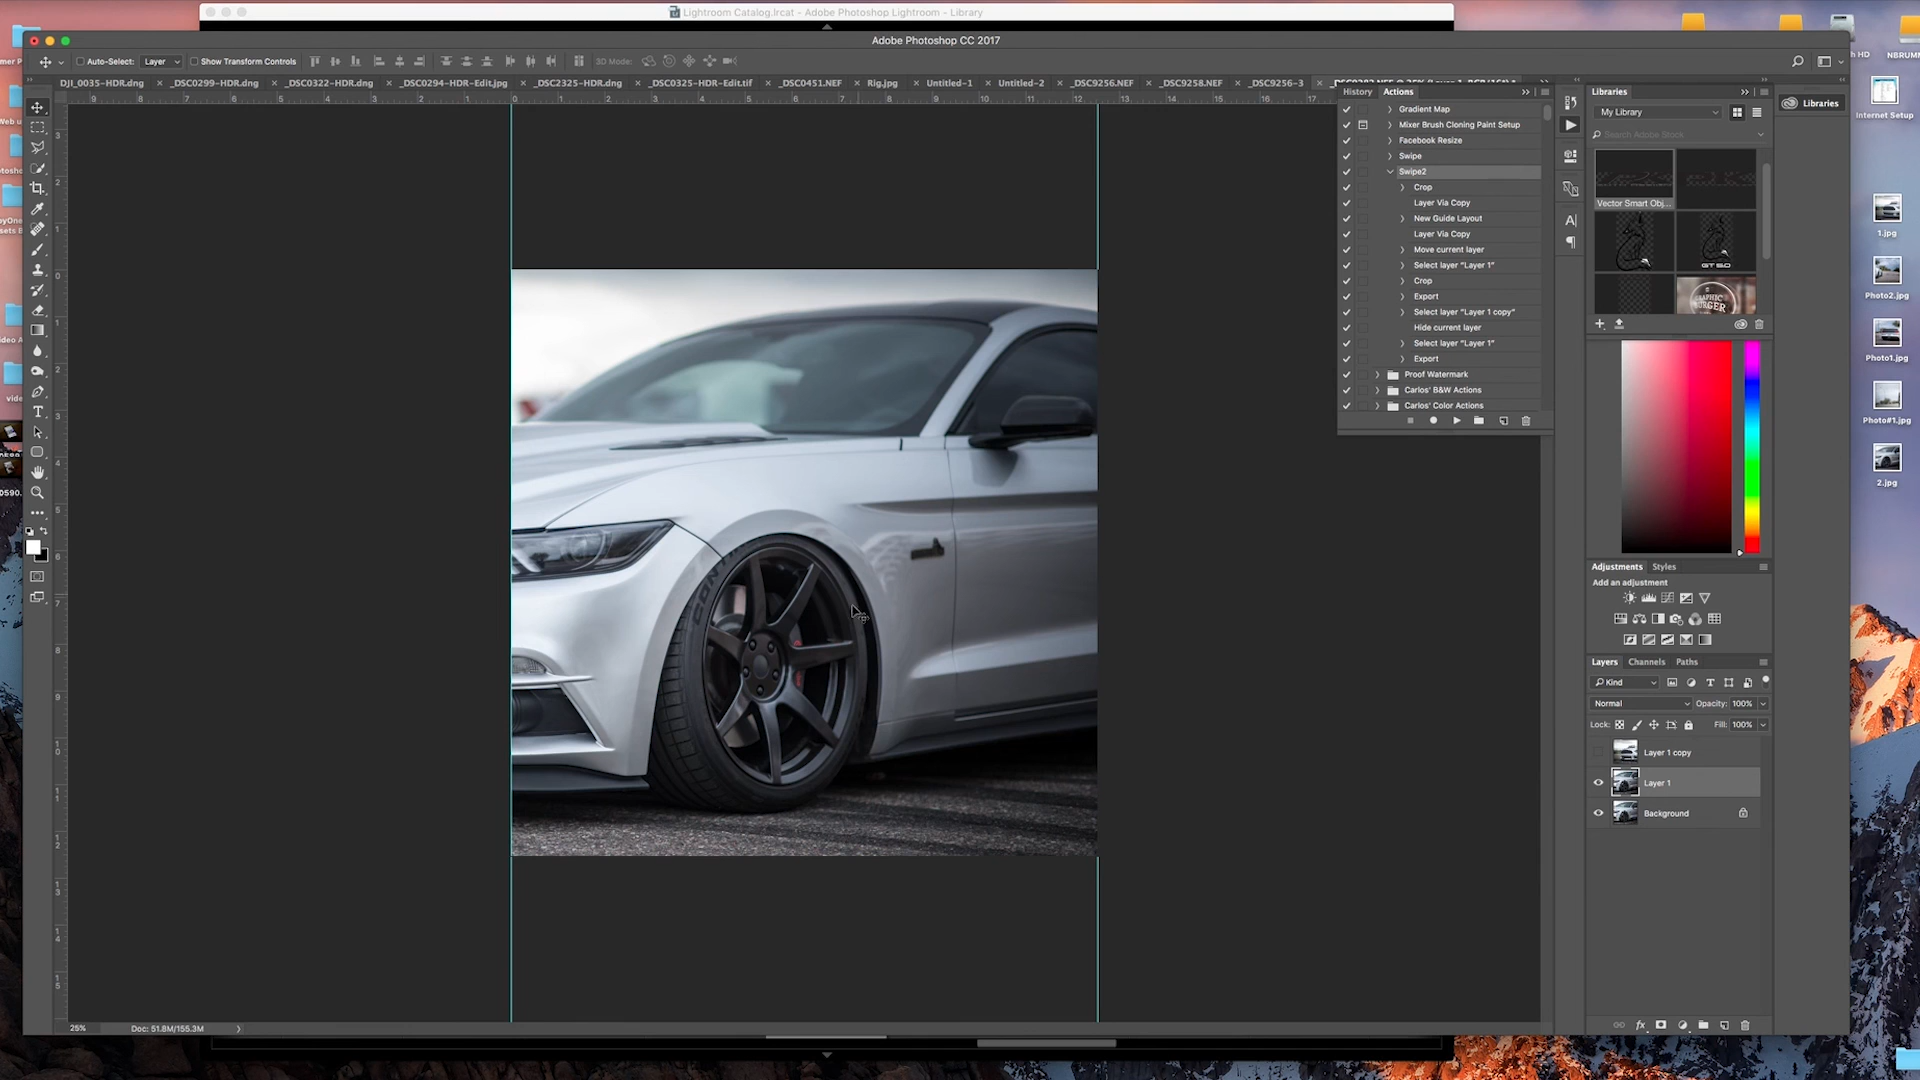 Lightroom Catalog.lrcat - Adobe Photoshop Lightroom - Library
Adobe Photoshop CC 2017
Auto-Select: Layer Show Transform Controls 3D Mode:
DJI_0035-HDR.dng _DSC0299-HDR.dng _DSC0322-HDR.dng _DSC0294-HDR-Edit.jpg _DSC2325-HDR.dng _DSC0325-HDR-Edit.tif _DSC0451.NEF Rig.jpg Untitled-1 Untitled-2 _DSC9256.NEF _DSC9258.NEF _DSC9256-3
History Actions
Gradient Map
Mixer Brush Cloning Paint Setup
Facebook Resize
Swipe
Swipe2
Crop
Layer Via Copy
New Guide Layout
Layer Via Copy
Move current layer
Select layer "Layer 1"
Crop
Export
Select layer "Layer 1 copy"
Hide current layer
Select layer "Layer 1"
Export
Proof Watermark
Carlos' B&W Actions
Carlos' Color Actions
Libraries
My Library
Search Adobe Stock
Vector Smart Obj...
GT 5.0
GRAPHIC
BURGER
Libraries
Adjustments Styles
Add an adjustment
Layers Channels Paths
Kind
Normal Opacity: 100%
Lock: Fill: 100%
Layer 1 copy
Layer 1
Background
25% Doc: 51.8M/155.3M
Internet Setup
1.jpg
Photo2.jpg
Photo1.jpg
Photo#1.jpg
2.jpg